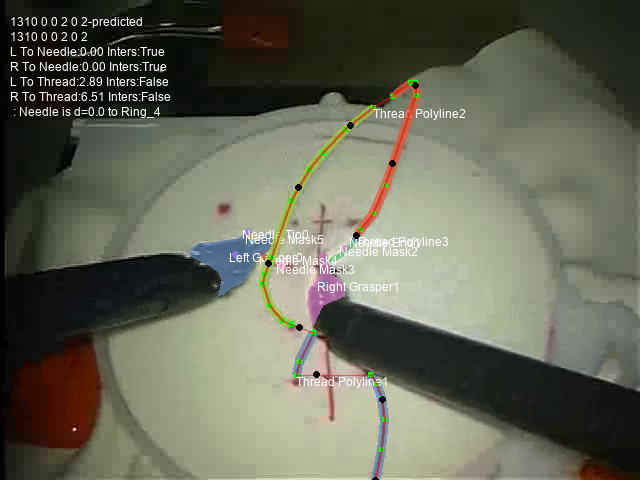 1310 0 0 2 0 2-predicted
1310 0 0 2 0 2
L To Needle:0.00 Inters:True
R To Needle:0.00 Inters:True
L To Thread:2.89 Inters:False
R To Thread:6.51 Inters:False
: Needle is d=0.0 to Ring_4
Thread Polyline2
Needle Tip0
Needle Mask5
Thread Polyline3
Needle End1
Needle Mask2
Left Grasper0
Needle Mask4
Needle Mask3
Right Grasper1
Thread Polyline1